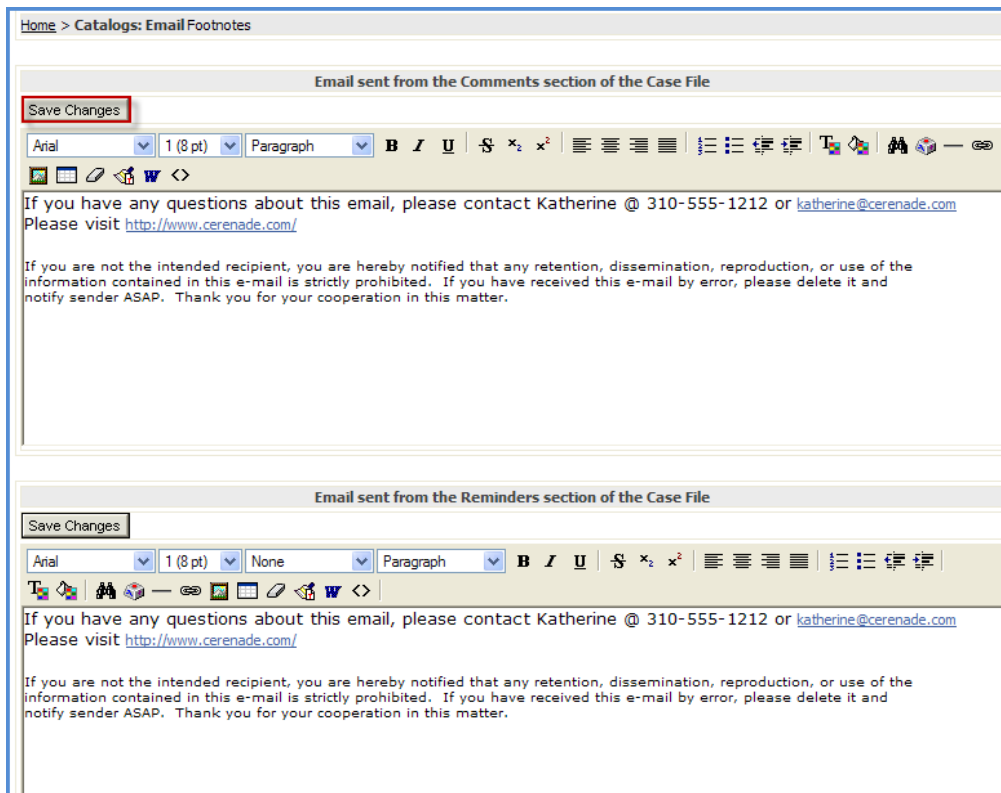 Home > Catalogs: Email Footnotes
Email sent from the Comments section of the Case File
Save Changes
Arial 1 (8 pt) Paragraph B I U S x₂ x²
W <>
If you have any questions about this email, please contact Katherine @ 310-555-1212 or katherine@cerenade.com
Please visit http://www.cerenade.com/
If you are not the intended recipient, you are hereby notified that any retention, dissemination, reproduction, or use of the
information contained in this e-mail is strictly prohibited.  If you have received this e-mail by error, please delete it and
notify sender ASAP.  Thank you for your cooperation in this matter.
Email sent from the Reminders section of the Case File
Save Changes
Arial 1 (8 pt) None Paragraph B I U S x₂ x²
W <>
If you have any questions about this email, please contact Katherine @ 310-555-1212 or katherine@cerenade.com
Please visit http://www.cerenade.com/
If you are not the intended recipient, you are hereby notified that any retention, dissemination, reproduction, or use of the
information contained in this e-mail is strictly prohibited.  If you have received this e-mail by error, please delete it and
notify sender ASAP.  Thank you for your cooperation in this matter.